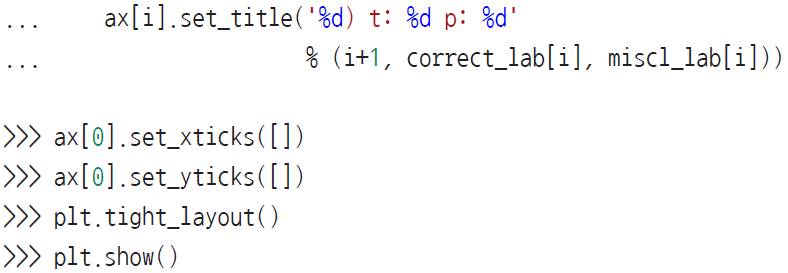 ...     ax[i].set_title('%d) t: %d p: %d'
...                     % (i+1, correct_lab[i], miscl_lab[i]))
>>> ax[0].set_xticks([])
>>> ax[0].set_yticks([])
>>> plt.tight_layout()
>>> plt.show()